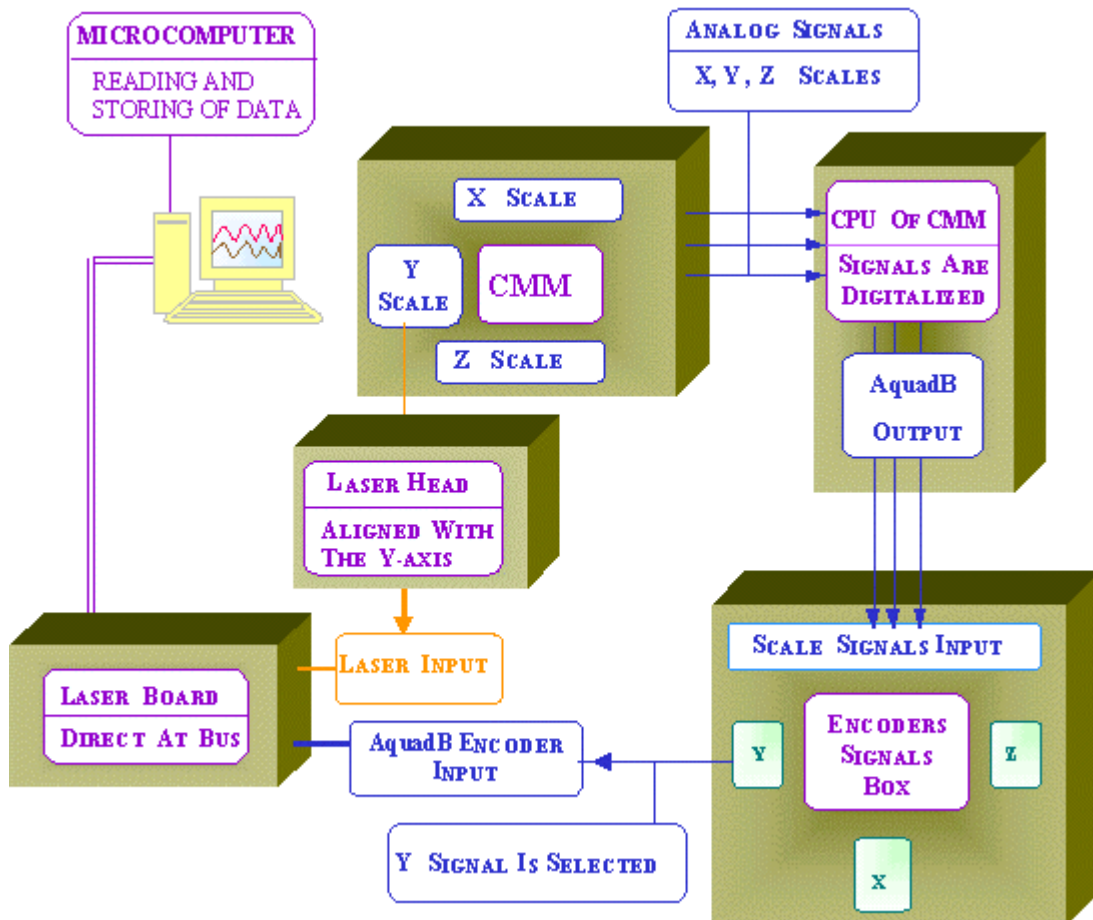 MICROCOMPUTER
READING AND
STORING OF DATA
ANALOG SIGNALS
X, Y, Z SCALES
X SCALE
Y
SCALE
CMM
Z SCALE
CPU OF CMM
SIGNALS ARE
DIGITALIZED
AquadB
OUTPUT
LASER HEAD
ALIGNED WITH
THE Y-AXIS
LASER INPUT
LASER BOARD
DIRECT AT BUS
AquadB ENCODER
INPUT
Y SIGNAL IS SELECTED
SCALE SIGNALS INPUT
Y
ENCODERS
SIGNALS
BOX
Z
X